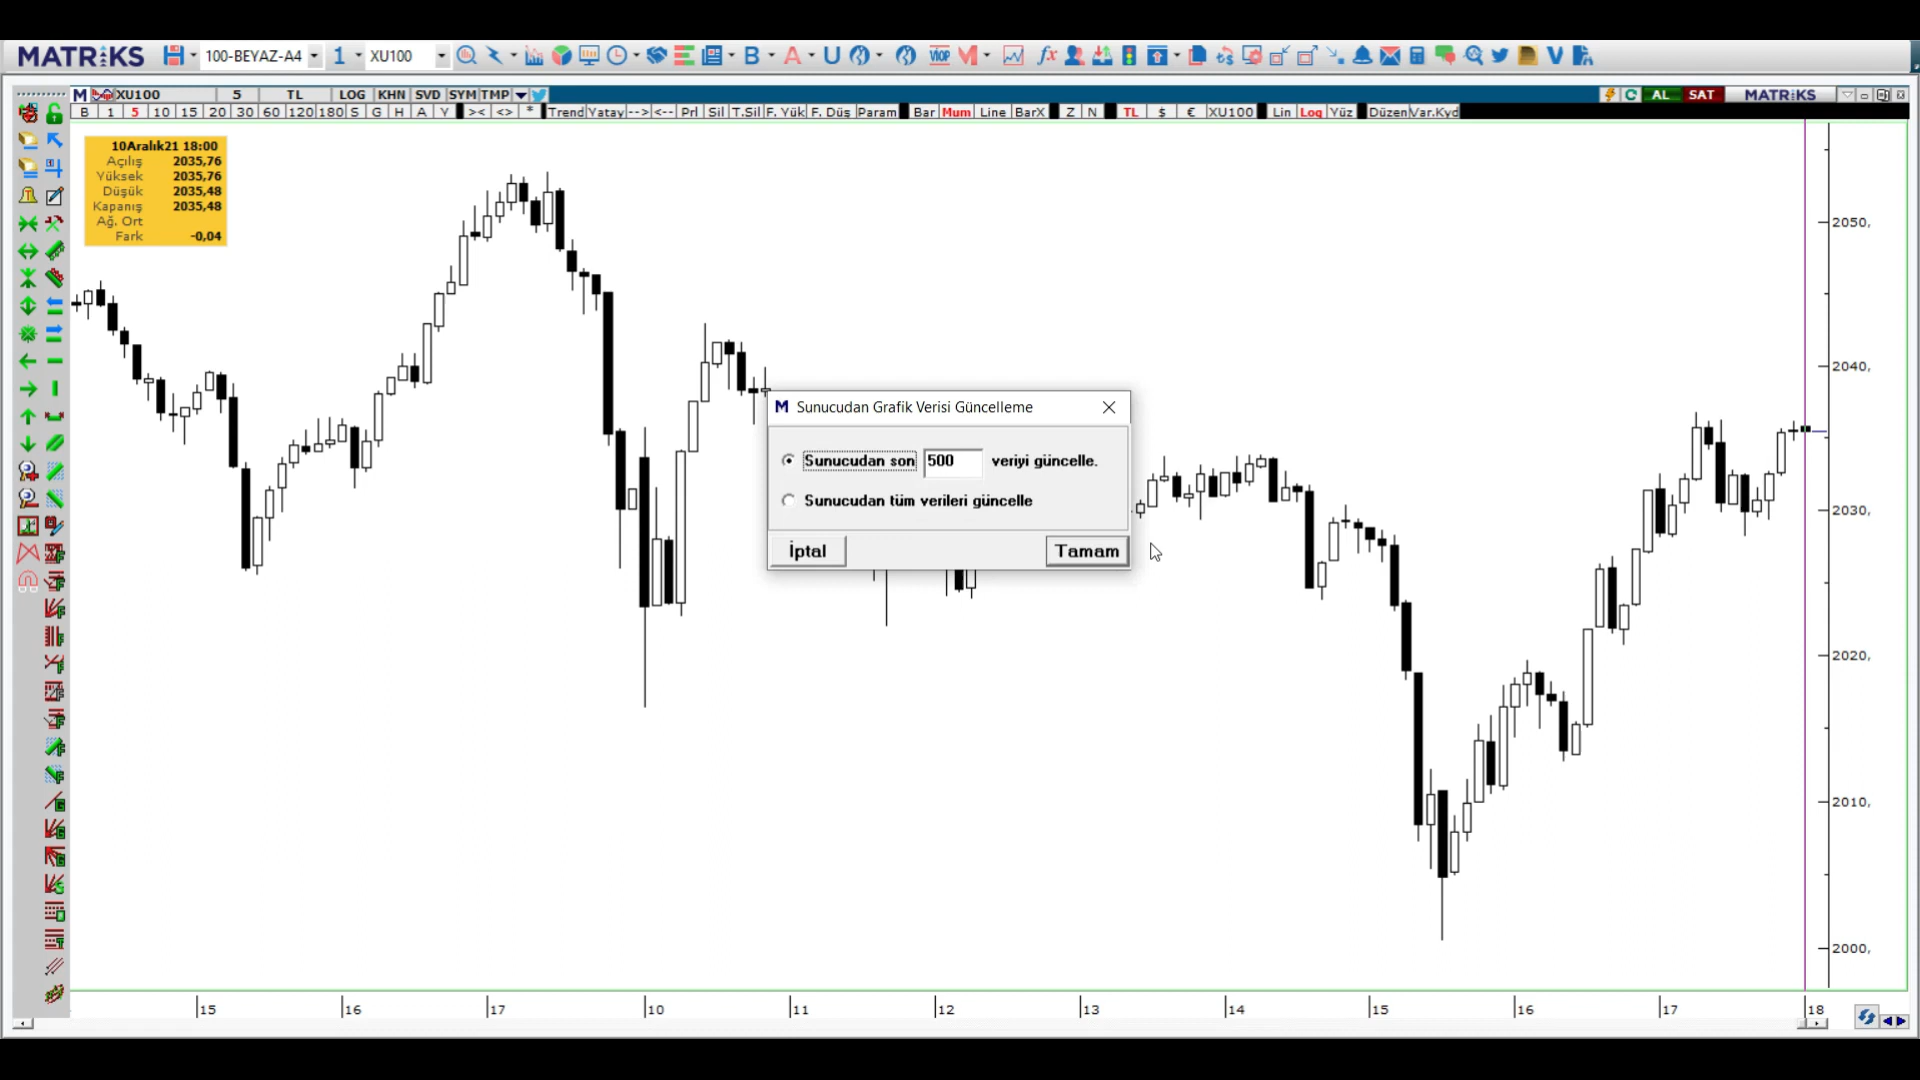 MATRİKS 100-BEYAZ-A4 1 XU100 B A U VIOP M fx V
M XU100 5 TL LOG KHN SVD SYM TMP AL SAT MATRİKS
B 1 5 10 15 20 30 60 120 180 S G H A Y >< <> * Trend Yatay --> <-- Prl Sil T.Sil F. Yük F. Düş Param Bar Mum Line BarX Z N TL $ € XU100 Lin Log Yüz Düzen Var.Kyd
10Aralık21 18:00
Açılış 2035,76
Yüksek 2035,76
Düşük 2035,48
Kapanış 2035,48
Ağ. Ort
Fark -0,04
2050,
2040,
2030,
2020,
2010,
2000,
M Sunucudan Grafik Verisi Güncelleme
Sunucudan son 500 veriyi güncelle.
Sunucudan tüm verileri güncelle
İptal Tamam
15 16 17 10 11 12 13 14 15 16 17 18